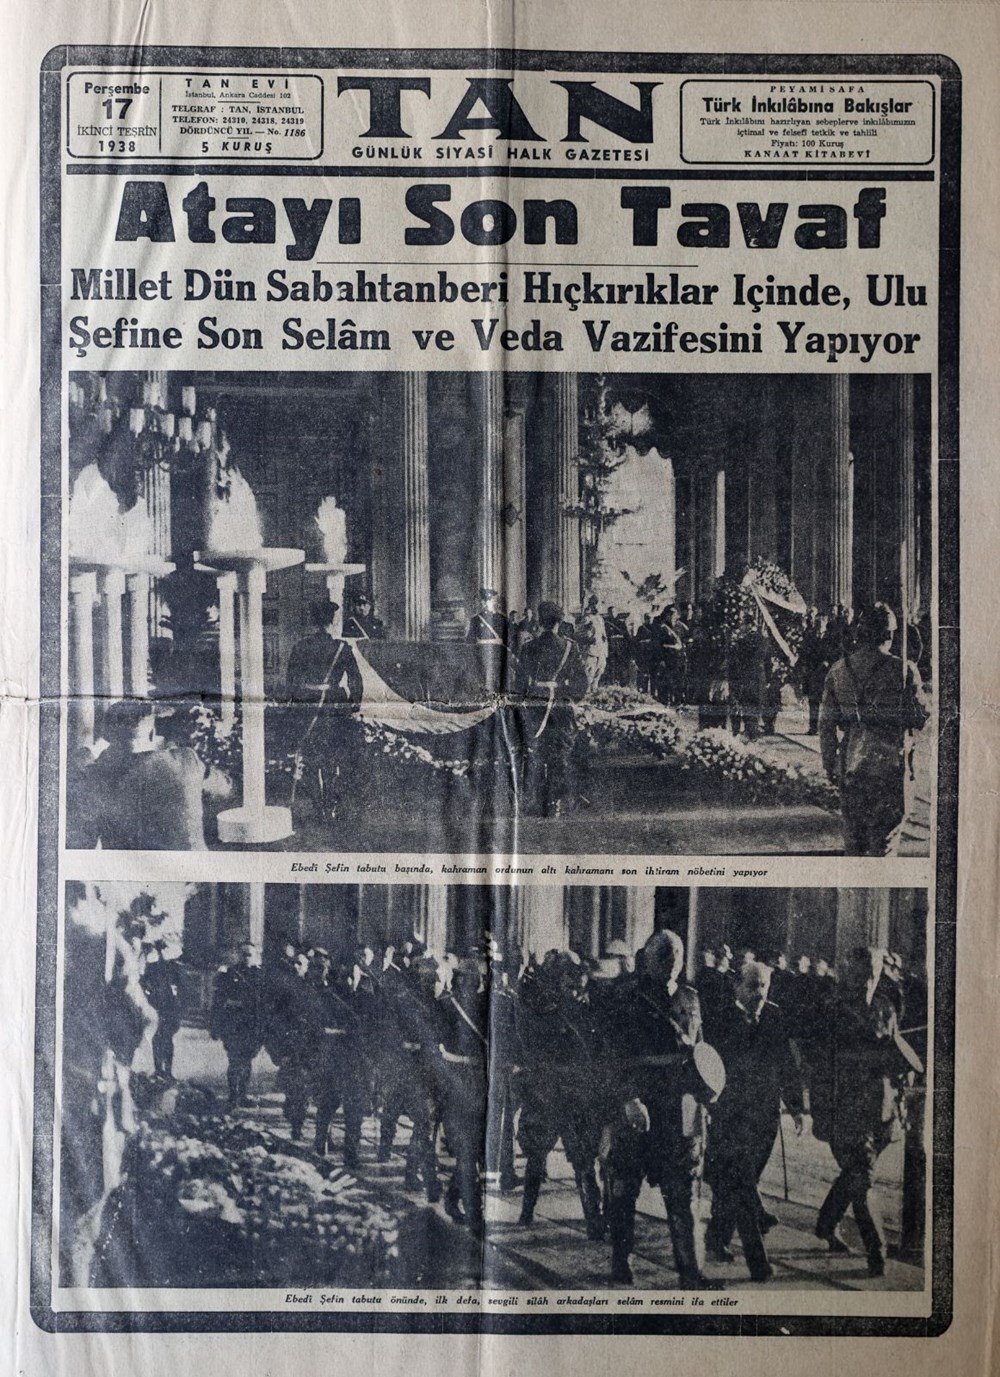 Perşembe
17
İKİNCİ TEŞRİN
1938
TAN EVİ
İstanbul, Ankara Caddesi 102
TELGRAF : TAN, İSTANBUL
TELEFON: 24310, 24318, 24319
DÖRDÜNCÜ YIL. — No. 1186
5 KURUŞ
TAN
GÜNLÜK SİYASÎ HALK GAZETESİ
PEYAMİ SAFA
Türk İnkılâbına Bakışlar
Türk İnkılâbını hazırlıyan sebeplerve inkılâbımızın
içtimaî ve felsefî tetkik ve tahlili
Fiyatı: 100 Kuruş
KANAAT KİTABEVİ
Atayı Son Tavaf
Millet Dün Sabahtanberi Hıçkırıklar İçinde, Ulu
Şefine Son Selâm ve Veda Vazifesini Yapıyor
Ebedî Şefin tabutu başında, kahraman ordunun altı kahramanı son ihtiram nöbetini yapıyor
Ebedî Şefin tabutu önünde, ilk defa, sevgili silâh arkadaşları selâm resmini ifa ettiler